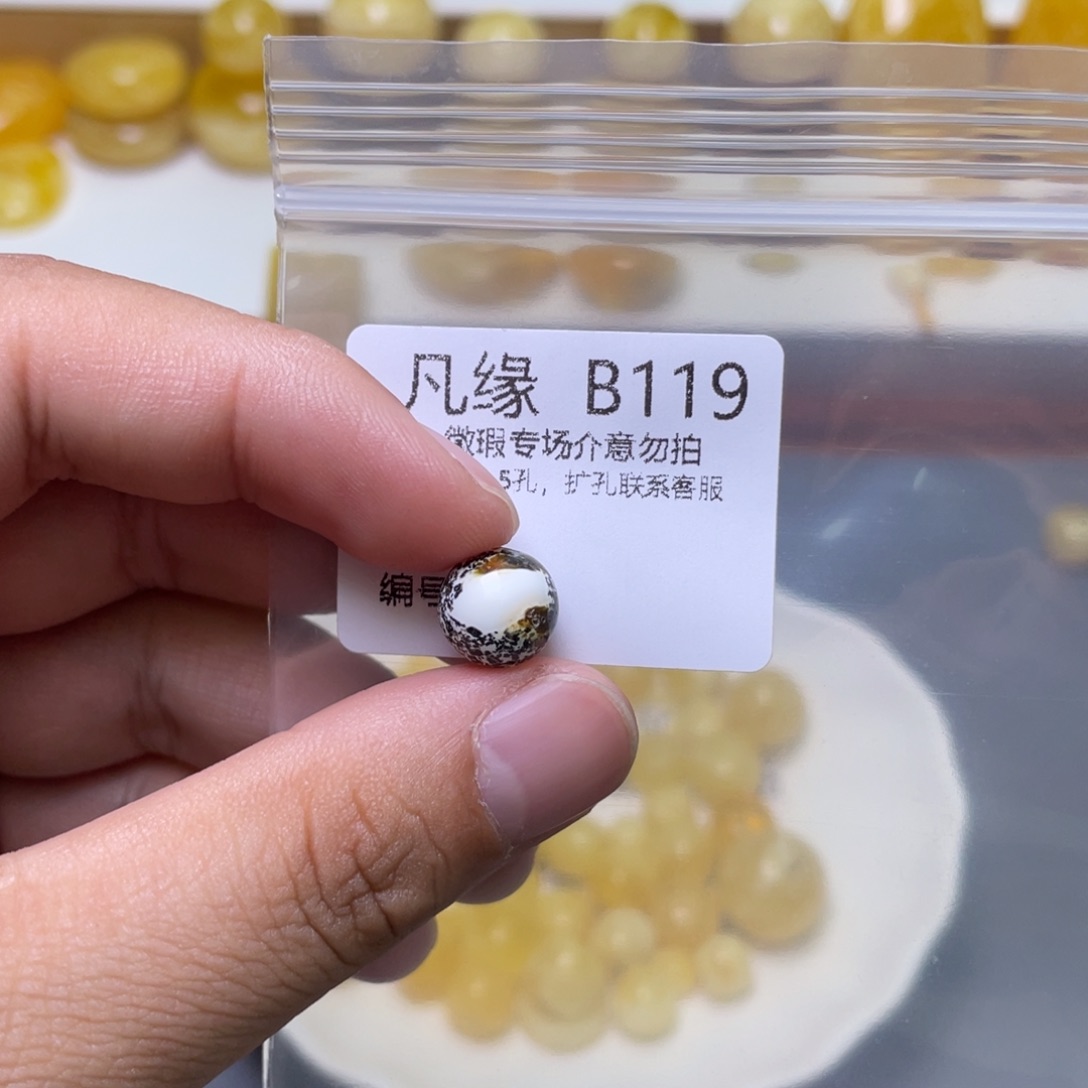 凡缘 B119
微瑕专场介意勿拍
5孔，扩孔联系客服
编号